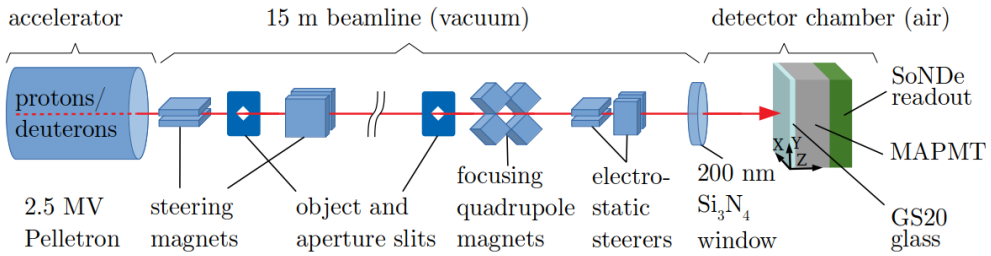 accelerator
15 m beamline (vacuum)
detector chamber (air)
protons/
deuterons
SoNDe
readout
MAPMT
GS20
glass
X
Y
Z
2.5 MV
Pelletron
steering
magnets
object and
aperture slits
focusing
quadrupole
magnets
electro-
static
steerers
200 nm
Si₃N₄
window